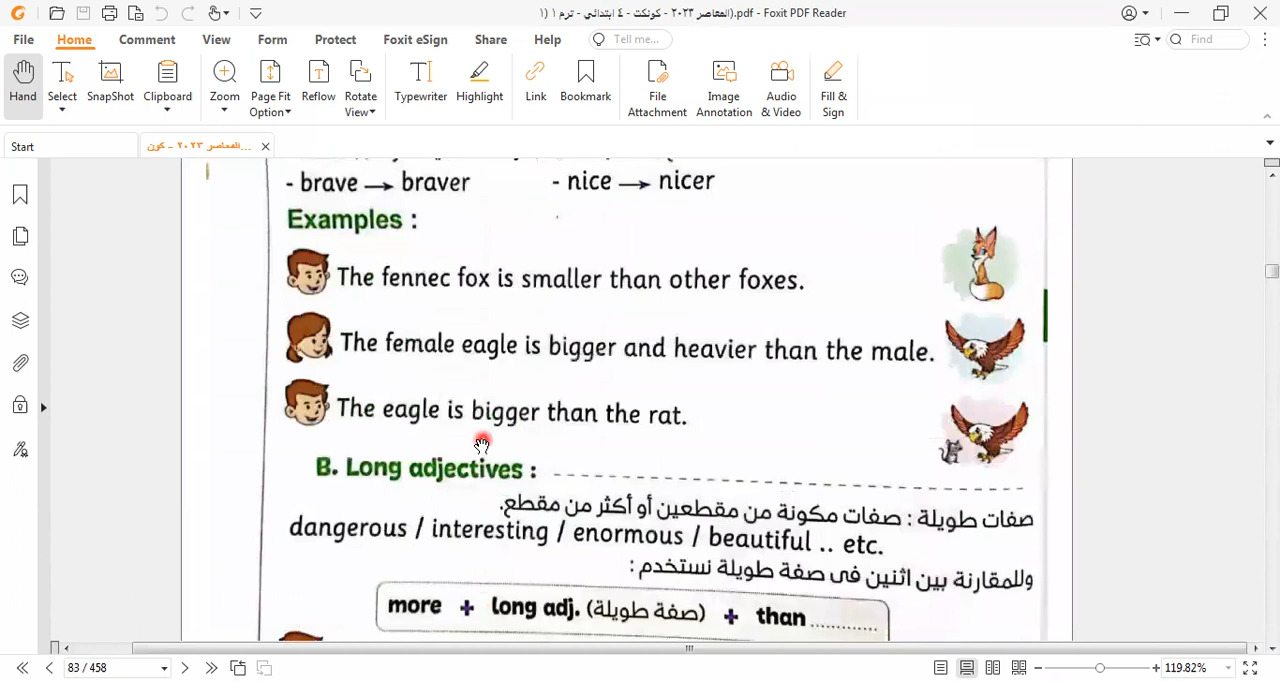 المعاصر ٢٠٢٣ - كونكت - ٤ ابتدائي - ترم ١ (١).pdf - Foxit PDF Reader
File Home Comment View Form Protect Foxit eSign Share Help Tell me... Find
Hand Select SnapShot Clipboard Zoom Page Fit Option Reflow Rotate View Typewriter Highlight Link Bookmark File Attachment Image Annotation Audio & Video Fill & Sign
Start المعاصر ٢٠٢٣ - كون...
- brave → braver - nice → nicer
Examples :
The fennec fox is smaller than other foxes.
The female eagle is bigger and heavier than the male.
The eagle is bigger than the rat.
B. Long adjectives :
صفات طويلة : صفات مكونة من مقطعين أو أكثر من مقطع.
dangerous / interesting / enormous / beautiful .. etc.
وللمقارنة بين اثنين فى صفة طويلة نستخدم :
more + long adj. (صفة طويلة) + than ............
83 / 458 119.82%